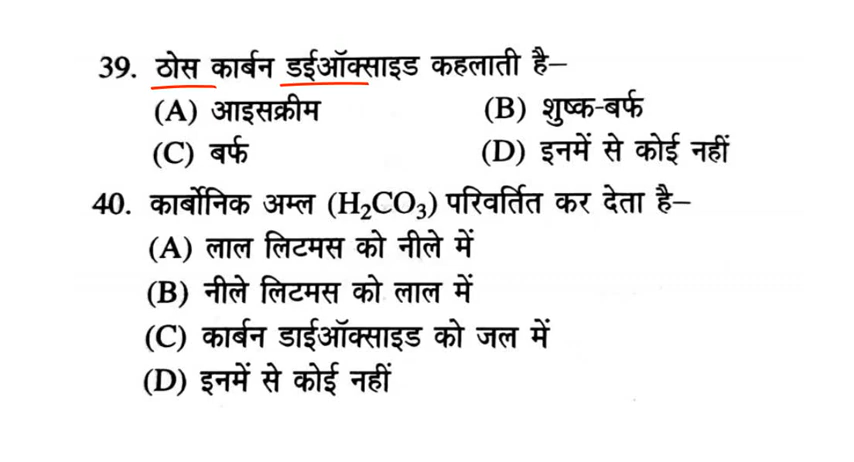 39. ठोस कार्बन डईऑक्साइड कहलाती है–
(A) आइसक्रीम (B) शुष्क-बर्फ
(C) बर्फ (D) इनमें से कोई नहीं
40. कार्बोनिक अम्ल (H₂CO₃) परिवर्तित कर देता है–
(A) लाल लिटमस को नीले में
(B) नीले लिटमस को लाल में
(C) कार्बन डाईऑक्साइड को जल में
(D) इनमें से कोई नहीं